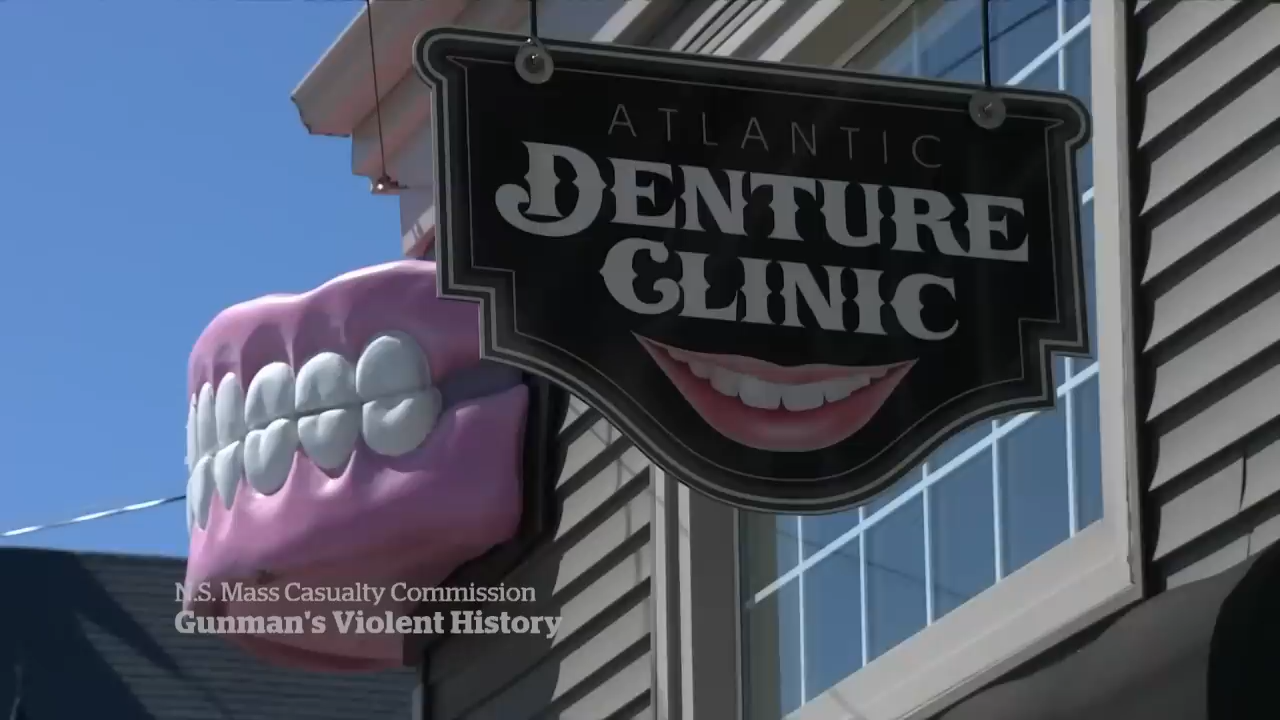 ATLANTIC
DENTURE
CLINIC
N.S. Mass Casualty Commission
Gunman's Violent History